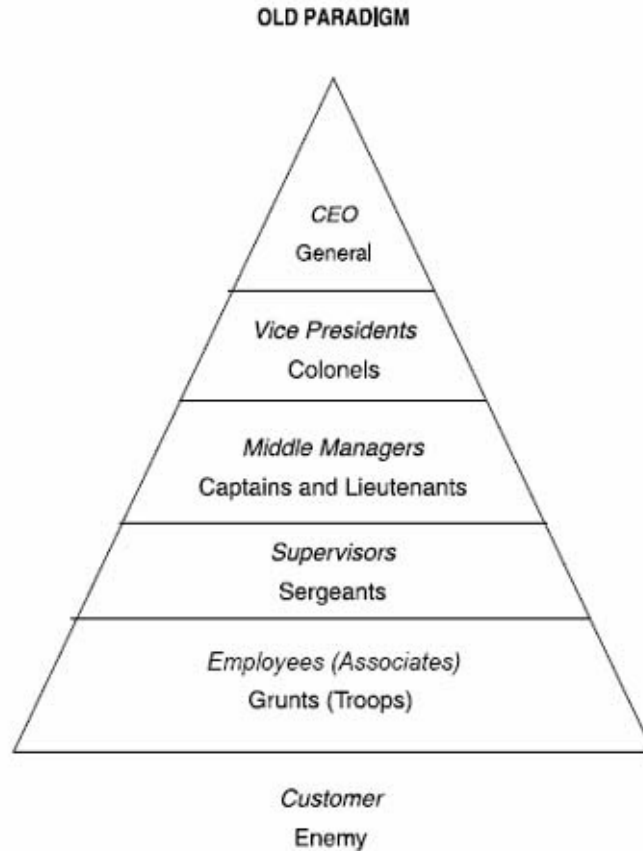 OLD PARADIGM
CEO
General
Vice Presidents
Colonels
Middle Managers
Captains and Lieutenants
Supervisors
Sergeants
Employees (Associates)
Grunts (Troops)
Customer
Enemy